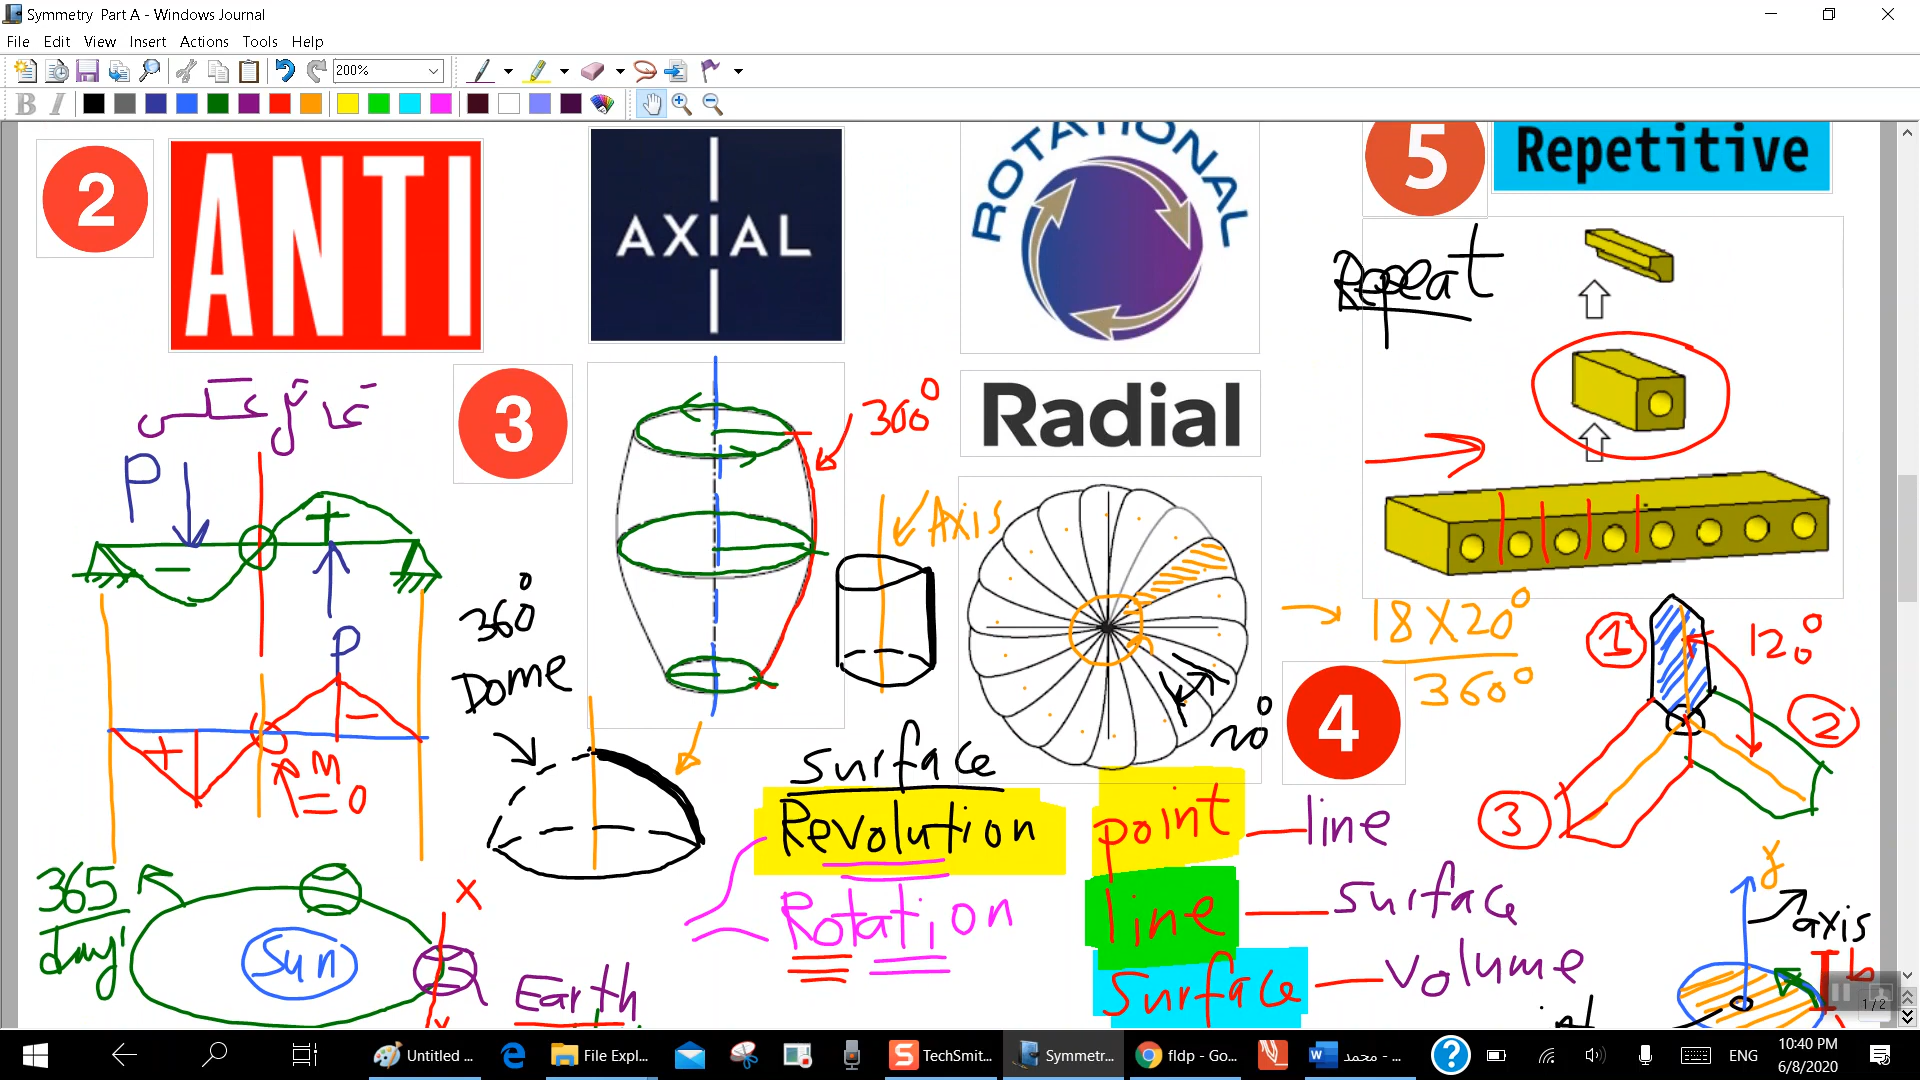 Symmetry Part A - Windows Journal
File Edit View Insert Actions Tools Help
200%
B I
2
ANTI
AXIAL
ROTATIONAL
5
Repetitive
Repeat
3
360°
Radial
P
P
+
-
Axis
360°
Dome
20°
18 X 20°
360°
4
1
120°
2
3
+
-
M
= 0
Surface
Revolution
Rotation
point — line
line — surface
Surface — volume
365
day
Sun
X
Earth
y
axis
1 / 2
Untitled ...
File Expl...
TechSmit...
Symmetr...
fldp - Go...
محمد - ...
ENG
10:40 PM
6/8/2020